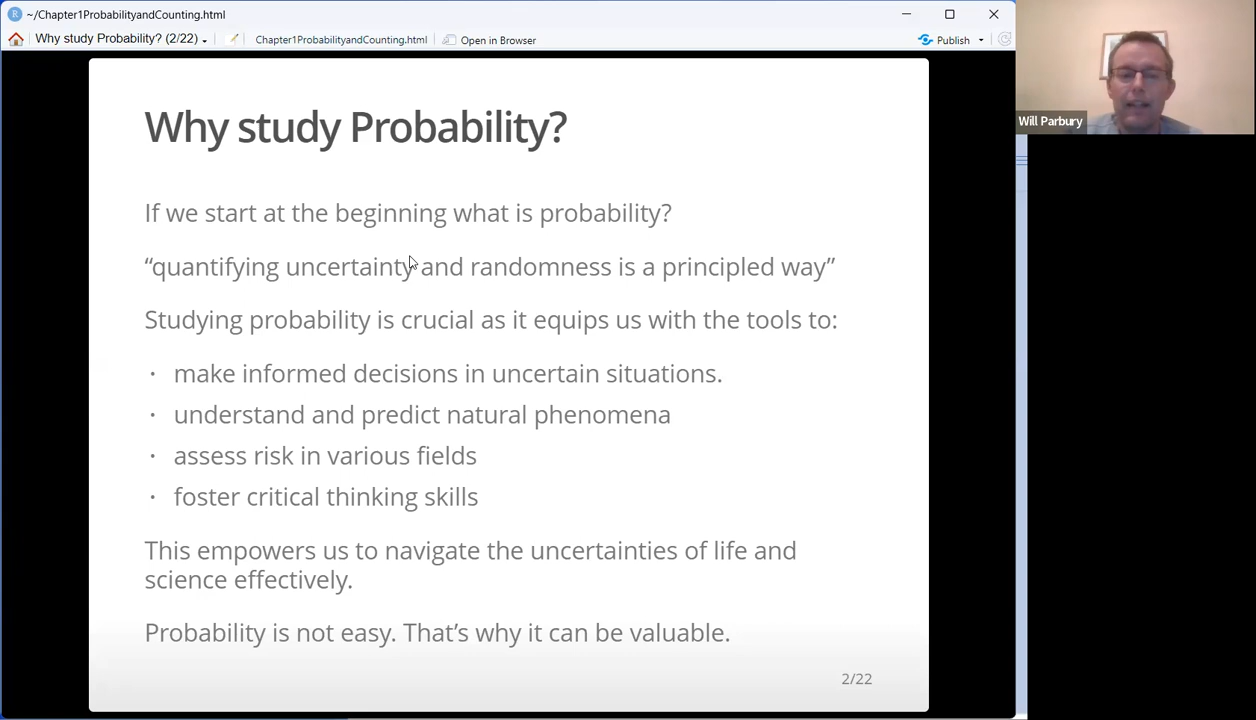 ~/Chapter1ProbabilityandCounting.html
Why study Probability? (2/22)
Chapter1ProbabilityandCounting.html
Open in Browser
Publish
Will Parbury
Why study Probability?
If we start at the beginning what is probability?
“quantifying uncertainty and randomness is a principled way”
Studying probability is crucial as it equips us with the tools to:
· make informed decisions in uncertain situations.
· understand and predict natural phenomena
· assess risk in various fields
· foster critical thinking skills
This empowers us to navigate the uncertainties of life and
science effectively.
Probability is not easy. That’s why it can be valuable.
2/22